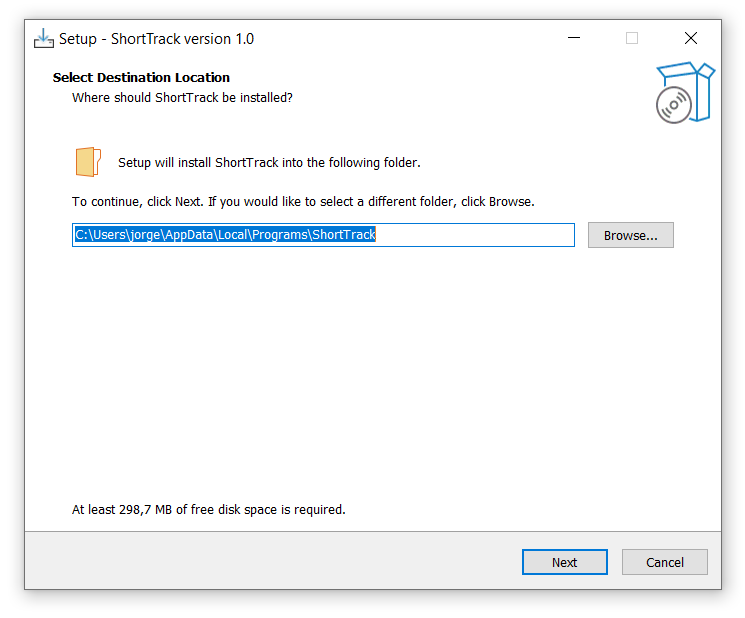 Setup - ShortTrack version 1.0
Select Destination Location
Where should ShortTrack be installed?
Setup will install ShortTrack into the following folder.
To continue, click Next. If you would like to select a different folder, click Browse.
C:\Users\jorge\AppData\Local\Programs\ShortTrack
Browse...
At least 298,7 MB of free disk space is required.
Next
Cancel